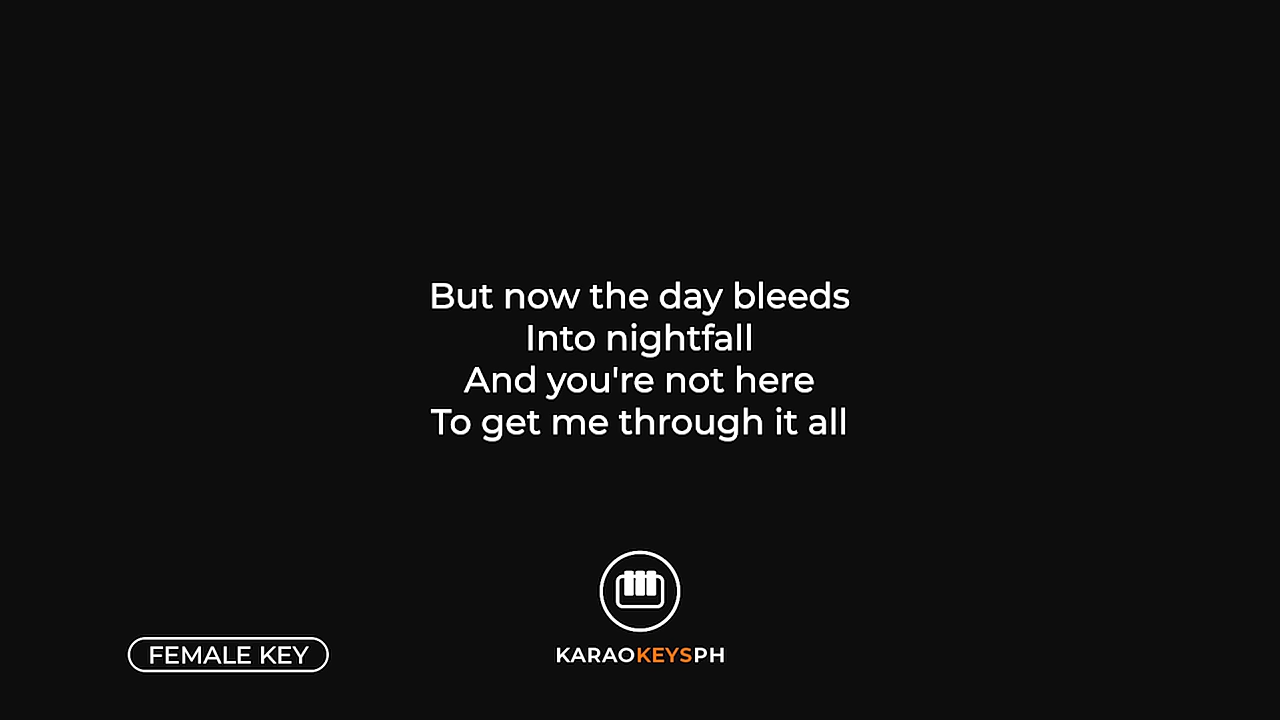 But now the day bleeds
Into nightfall
And you're not here
To get me through it all
FEMALE KEY
KARAOKEYSPH